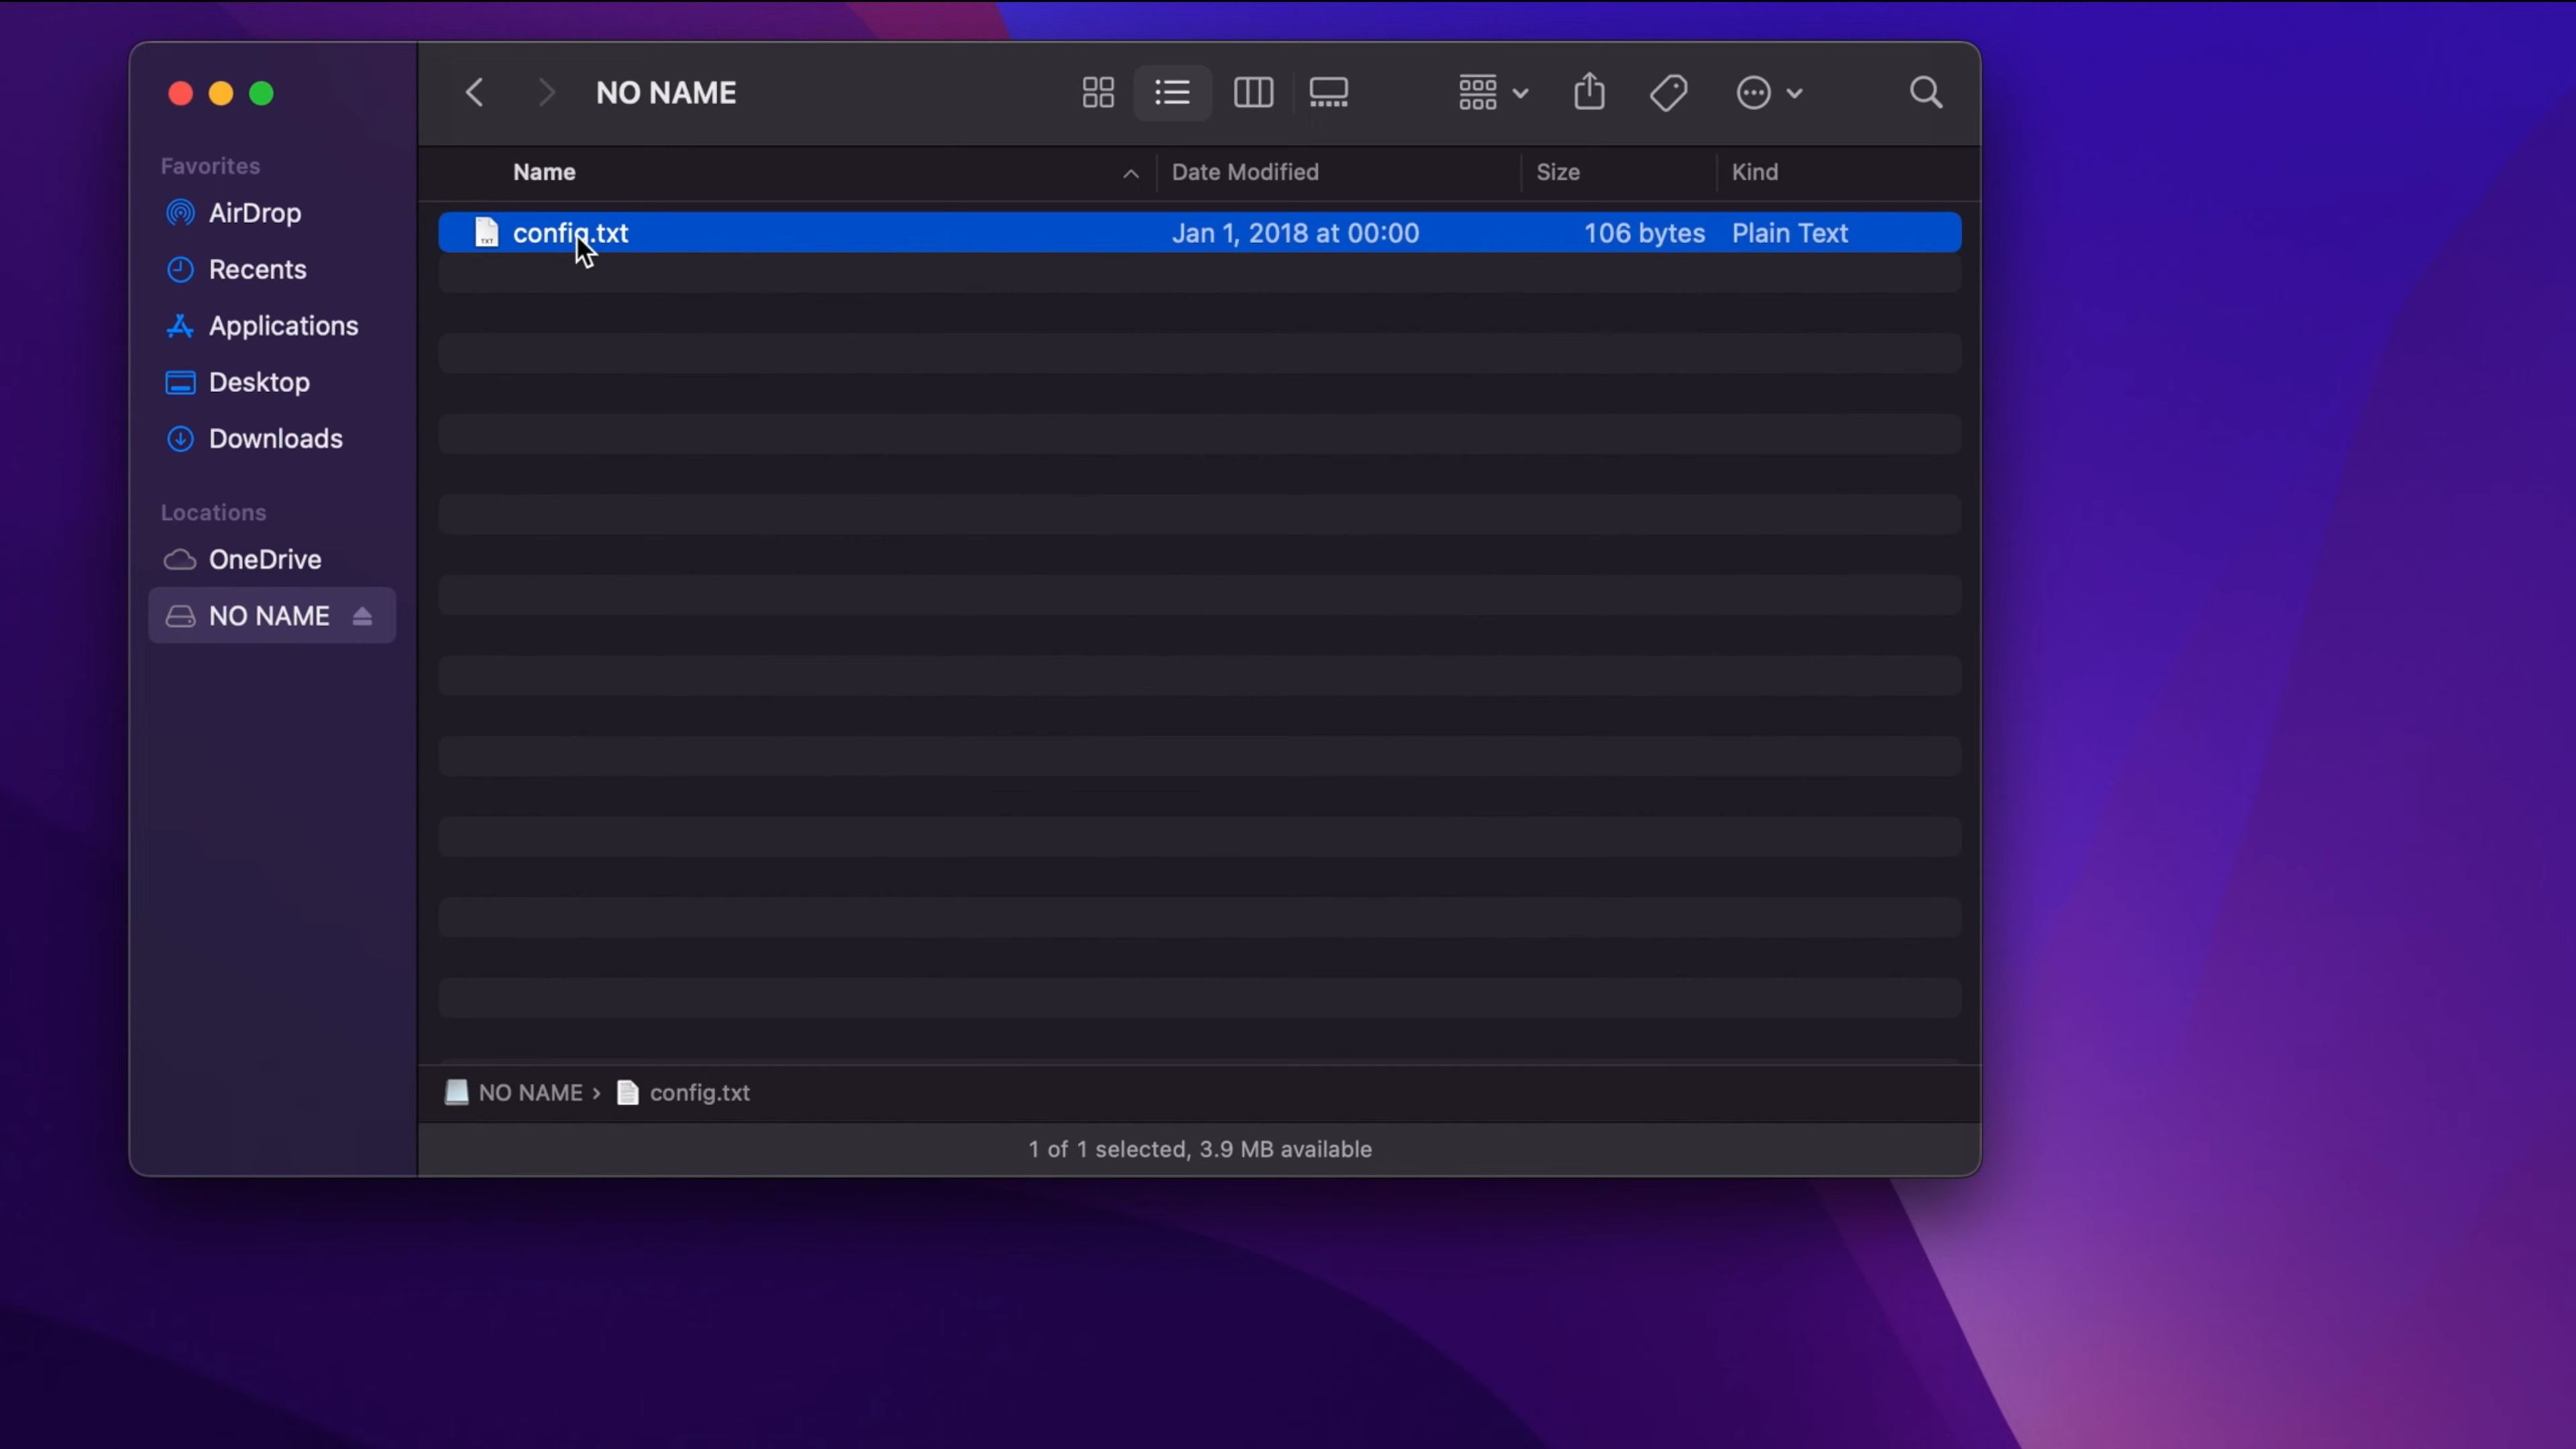 NO NAME
Favorites
AirDrop
Recents
Applications
Desktop
Downloads
Locations
OneDrive
NO NAME
Name Date Modified Size Kind
config.txt Jan 1, 2018 at 00:00 106 bytes Plain Text
NO NAME › config.txt
1 of 1 selected, 3.9 MB available